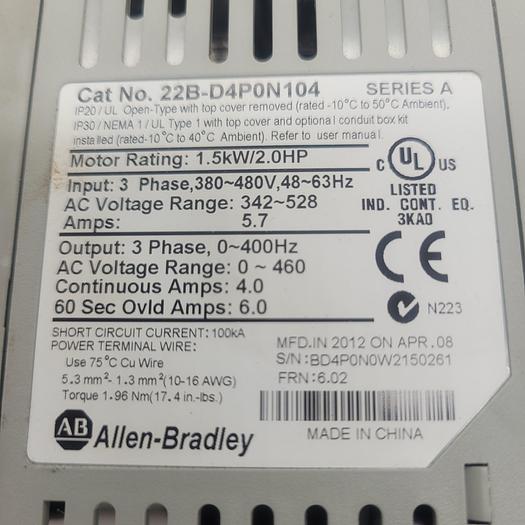 Cat No. 22B-D4P0N104 SERIES A
IP20 / UL Open-Type with top cover removed (rated -10°C to 50°C Ambient),
IP30 / NEMA 1 / UL Type 1 with top cover and optional conduit box kit
installed (rated-10°C to 40°C Ambient). Refer to user manual.
Motor Rating: 1.5kW/2.0HP
Input: 3 Phase,380~480V,48~63Hz
AC Voltage Range: 342~528
Amps: 5.7
Output: 3 Phase, 0~400Hz
AC Voltage Range: 0 ~ 460
Continuous Amps: 4.0
60 Sec Ovld Amps: 6.0
C UL US
LISTED
IND. CONT. EQ.
3KA0
CE
N223
SHORT CIRCUIT CURRENT: 100kA
POWER TERMINAL WIRE:
Use 75°C Cu Wire
5.3 mm²- 1.3 mm²(10-16 AWG)
Torque 1.96 Nm(17.4 in.-lbs.)
MFD.IN 2012 ON APR.08
S/N:BD4P0N0W2150261
FRN:6.02
AB Allen-Bradley
MADE IN CHINA